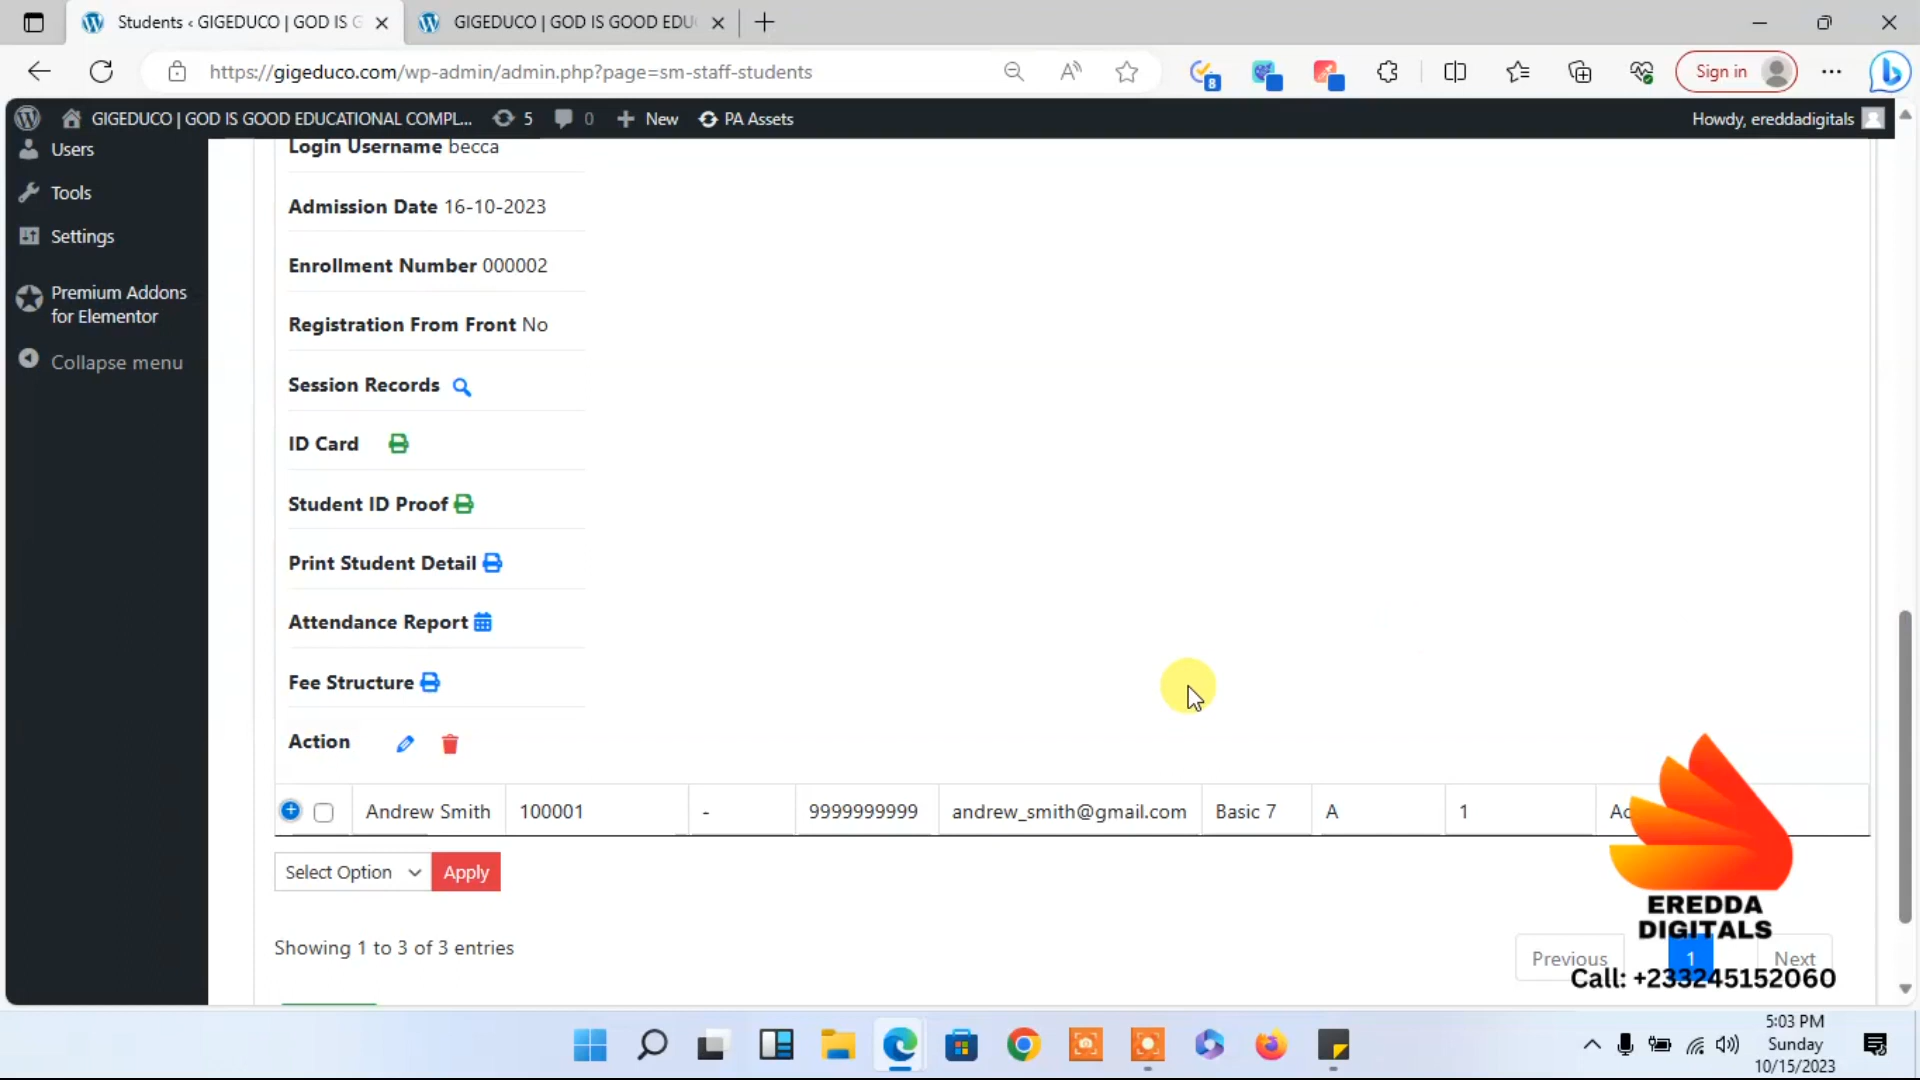 Students ‹ GIGEDUCO | GOD IS G
GIGEDUCO | GOD IS GOOD EDU
https://gigeduco.com/wp-admin/admin.php?page=sm-staff-students
8
Sign in
GIGEDUCO | GOD IS GOOD EDUCATIONAL COMPL...
5
0
New
PA Assets
Howdy, ereddadigitals
Users
Tools
Settings
Premium Addons
for Elementor
Collapse menu
Login Username becca
Admission Date 16-10-2023
Enrollment Number 000002
Registration From Front No
Session Records
ID Card
Student ID Proof
Print Student Detail
Attendance Report
Fee Structure
Action
Andrew Smith 100001 - 9999999999 andrew_smith@gmail.com Basic 7 A 1 Ac
Select Option Apply
Showing 1 to 3 of 3 entries
Previous 1 Next
EREDDA
DIGITALS
Call: +233245152060
5:03 PM
Sunday
10/15/2023